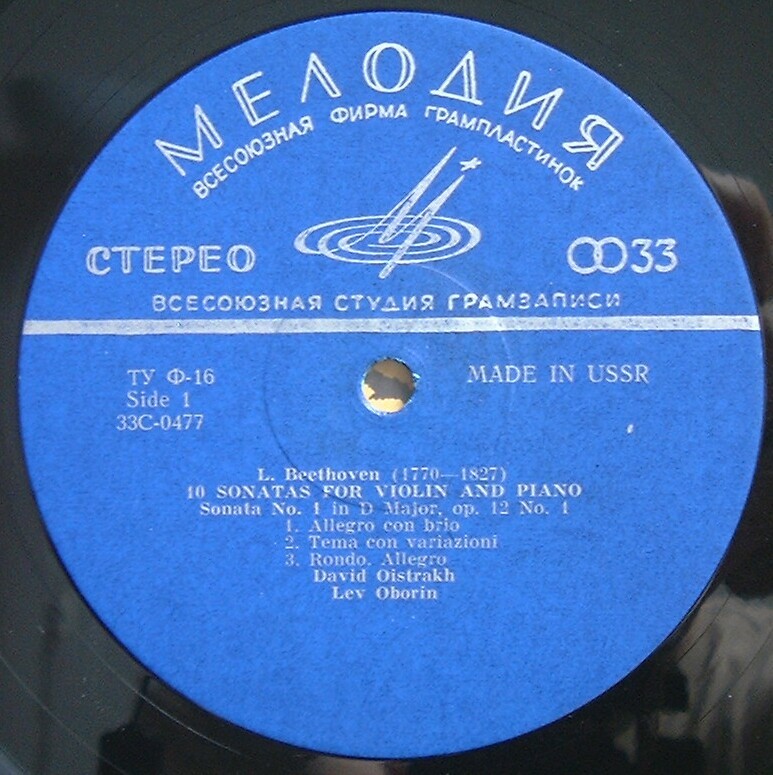 МЕЛОДИЯ
ВСЕСОЮЗНАЯ ФИРМА ГРАМПЛАСТИНОК
СТЕРЕО
33
ВСЕСОЮЗНАЯ СТУДИЯ ГРАМЗАПИСИ
ТУ Ф-16
MADE IN USSR
Side 1
33С-0477
L. Beethoven (1770—1827)
10 SONATAS FOR VIOLIN AND PIANO
Sonata No. 1 in D Major, op. 12 No. 1
1. Allegro con brio
2. Tema con variazioni
3. Rondo. Allegro
David Oistrakh
Lev Oborin